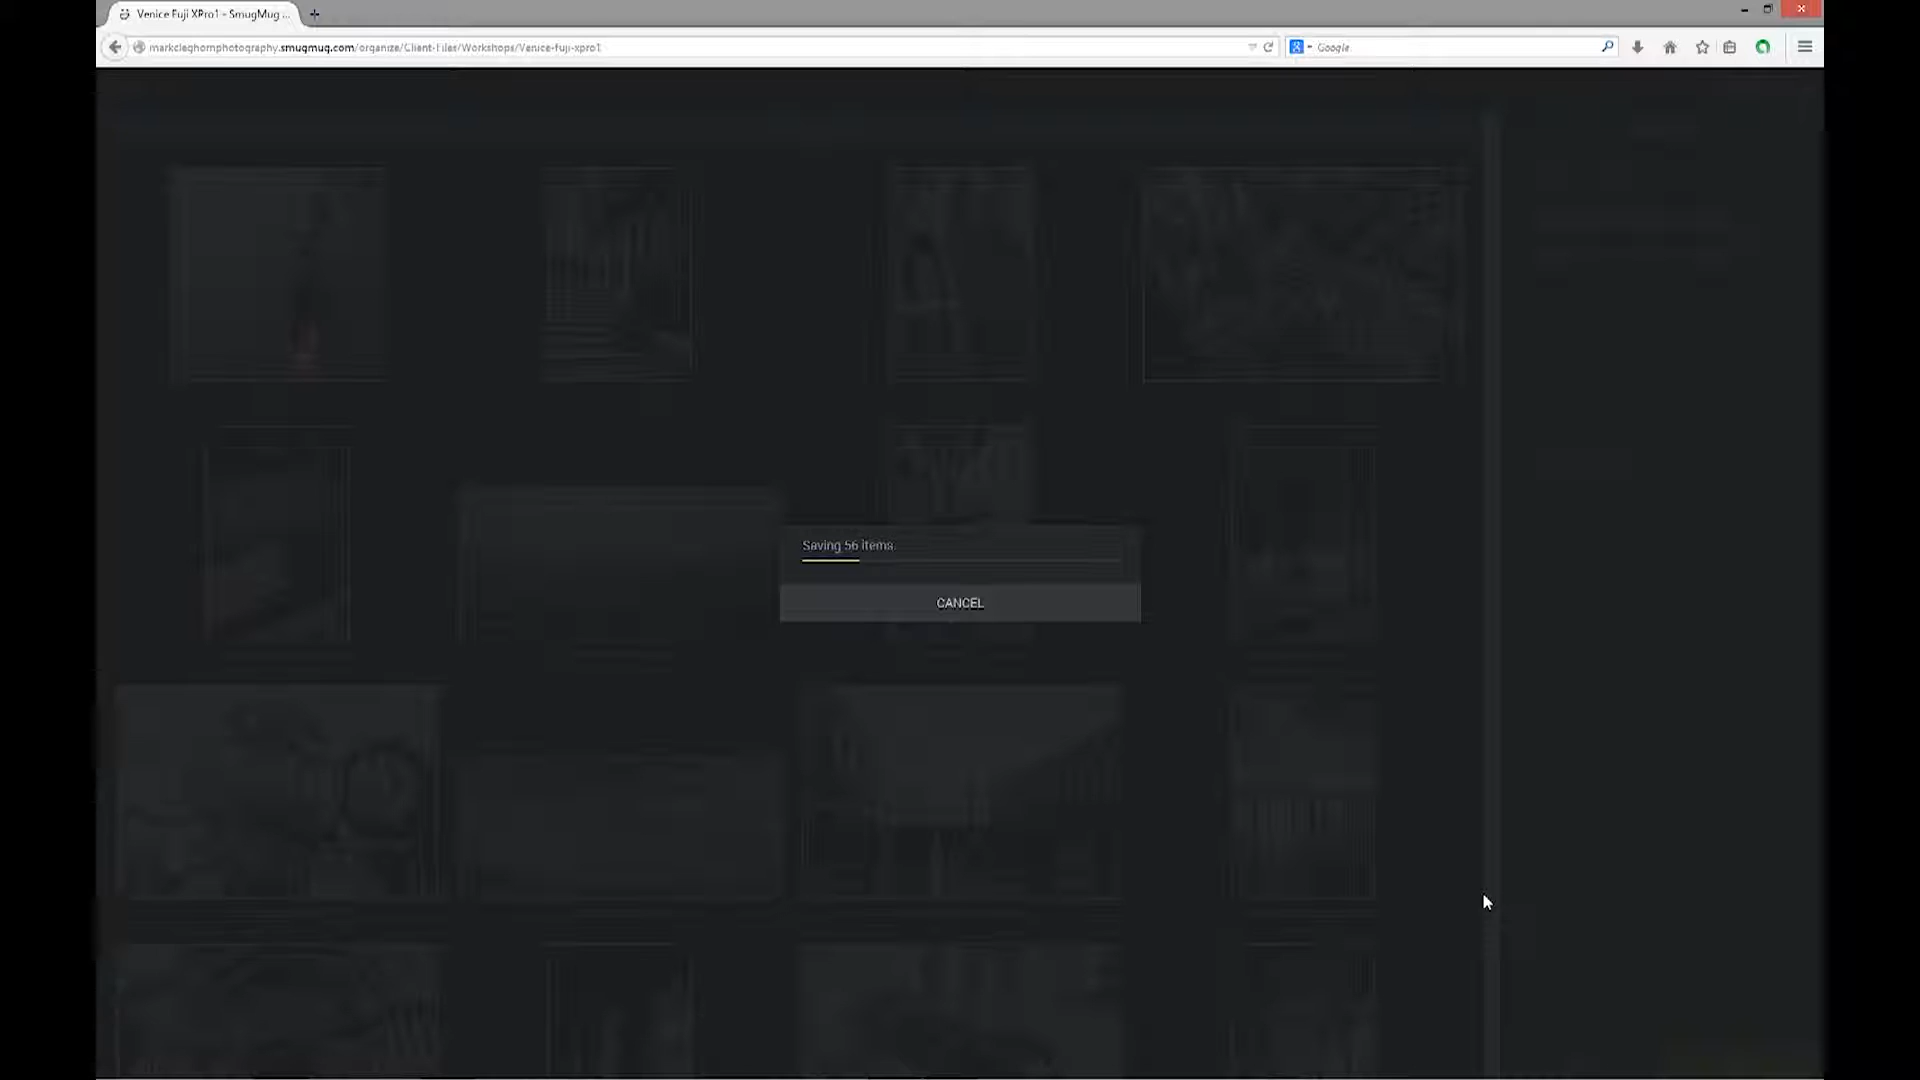 Venice Fuji XPro1 - SmugMug ...
markcleghornphotography.smugmug.com/organize/Client-Files/Workshops/Venice-fuji-xpro1
Google
Saving 56 items.
CANCEL